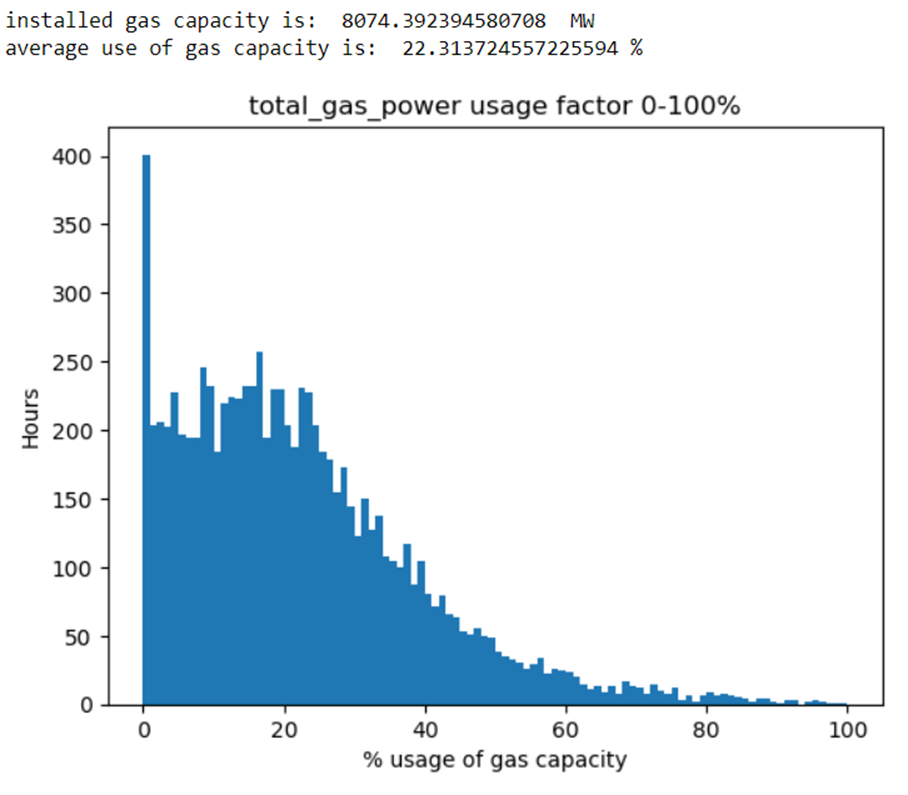 installed gas capacity is:  8074.392394580708  MW
average use of gas capacity is:  22.313724557225594 %
total_gas_power usage factor 0-100%
400
350
300
250
200
150
100
50
0
Hours
0 20 40 60 80 100
% usage of gas capacity